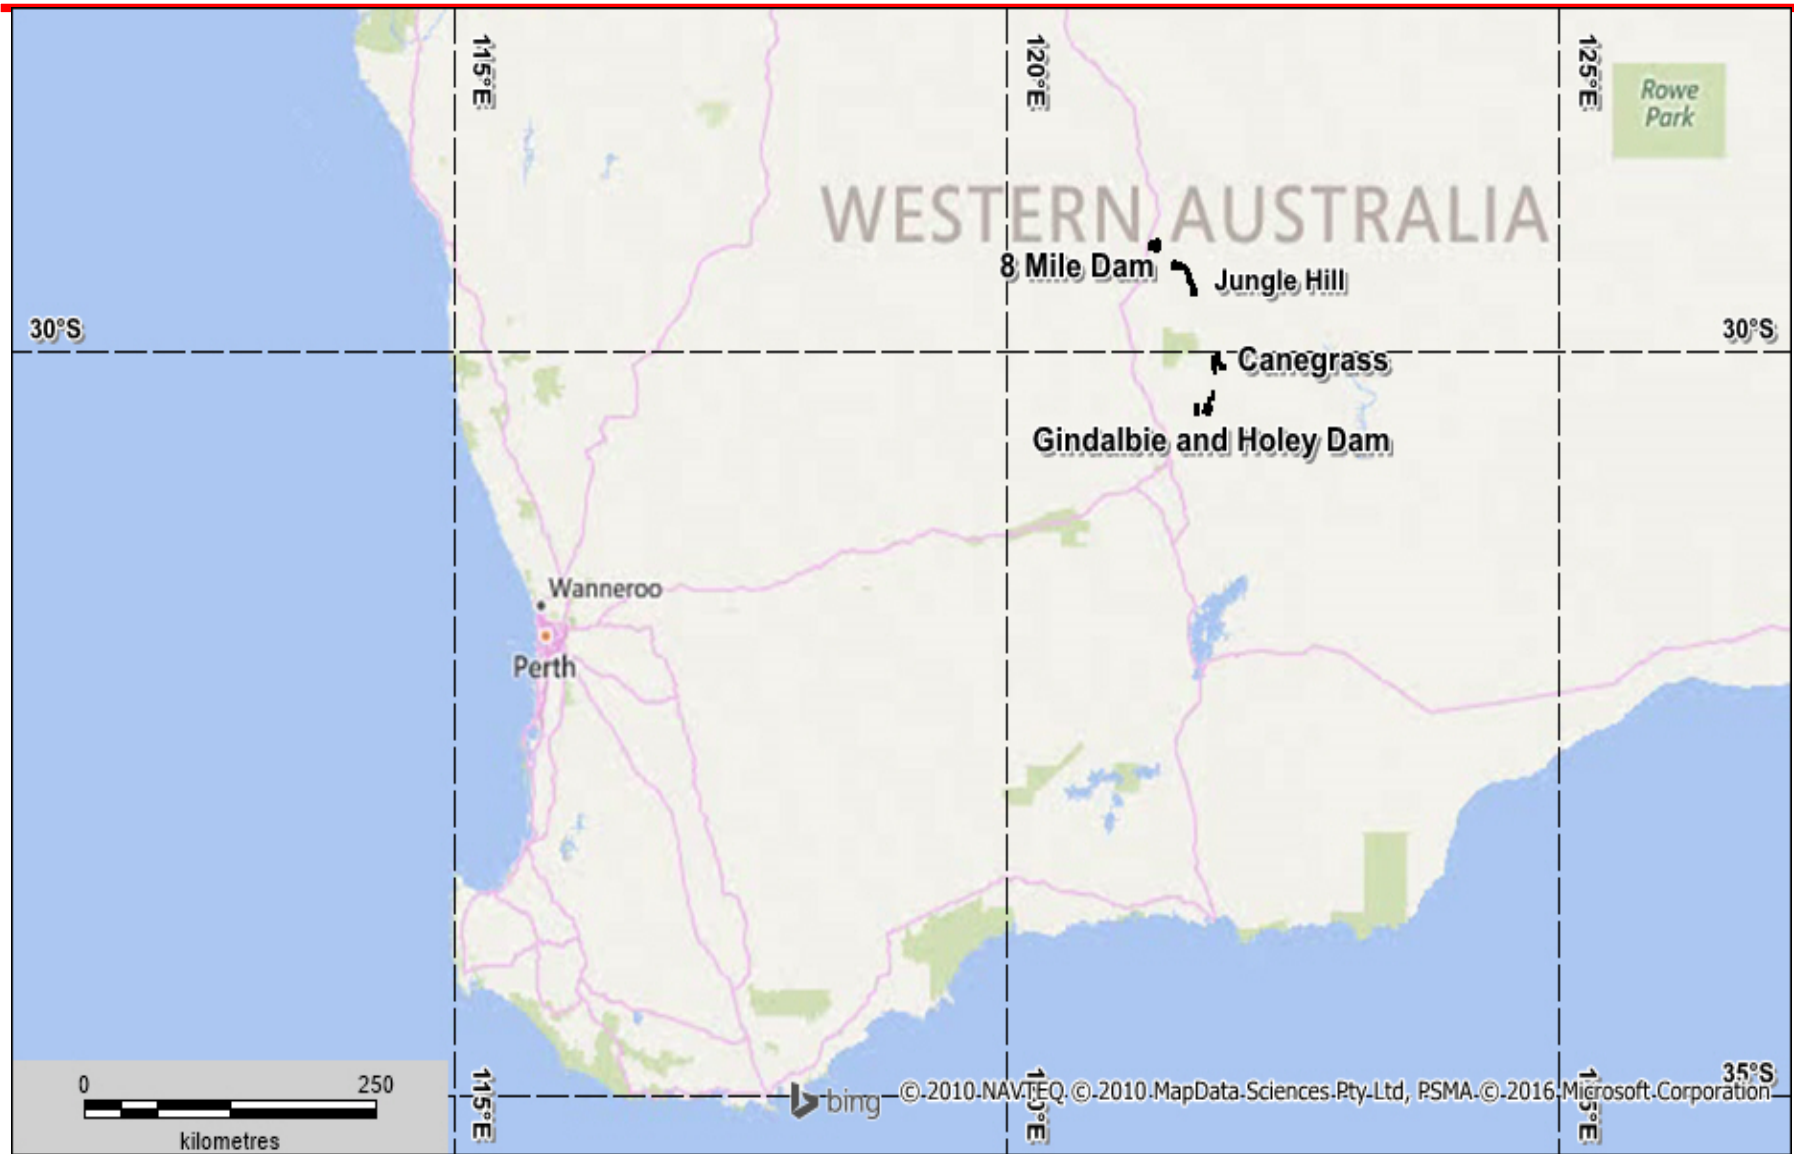 115°E
120°E
125°E
Rowe
Park
WESTERN AUSTRALIA
8 Mile Dam
Jungle Hill
30°S
30°S
Canegrass
Gindalbie and Holey Dam
Wanneroo
Perth
0 250
kilometres
115°E
120°E
125°E
35°S
bing
© 2010 NAVTEQ © 2010 MapData Sciences Pty Ltd, PSMA © 2016 Microsoft Corporation